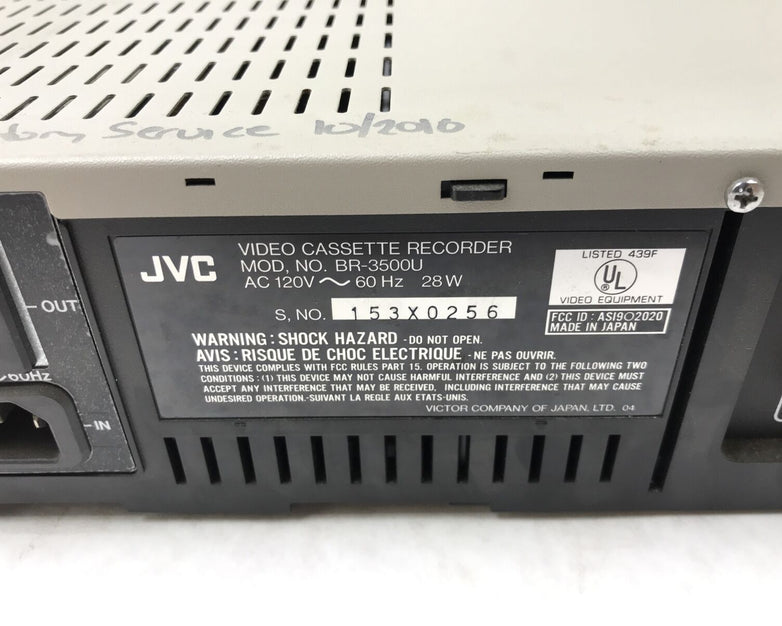 Service 10/2010
JVC
VIDEO CASSETTE RECORDER
MOD, NO. BR-3500U
AC 120V ~ 60 Hz 28 W
S, NO. 153X0256
LISTED 439F
UL
VIDEO EQUIPMENT
FCC ID : ASI9O2020
MADE IN JAPAN
WARNING : SHOCK HAZARD - DO NOT OPEN.
AVIS : RISQUE DE CHOC ELECTRIQUE - NE PAS OUVRIR.
THIS DEVICE COMPLIES WITH FCC RULES PART 15. OPERATION IS SUBJECT TO THE FOLLOWING TWO
CONDITIONS : (1) THIS DEVICE MAY NOT CAUSE HARMFUL INTERFERENCE AND (2) THIS DEVICE MUST
ACCEPT ANY INTERFERENCE THAT MAY BE RECEIVED, INCLUDING INTERFERENCE THAT MAY CAUSE
UNDESIRED OPERATION.-SUIVANT LA REGLE AUX ETATS-UNIS.
VICTOR COMPANY OF JAPAN, LTD. 04
OUT
60Hz
IN